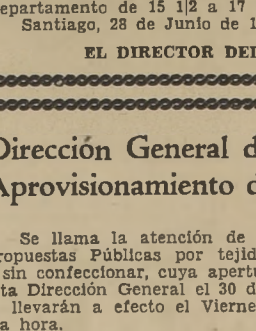 epartamento de 15 1|2 a 17
Santiago, 28 de Junio de 1
EL DIRECTOR DEI
Dirección General d
Aprovisionamiento d
Se llama la atención de
ropuestas Públicas por tejid
sin confeccionar, cuya apertu
ta Dirección General el 30 d
llevarán a efecto el Vierne
a hora.